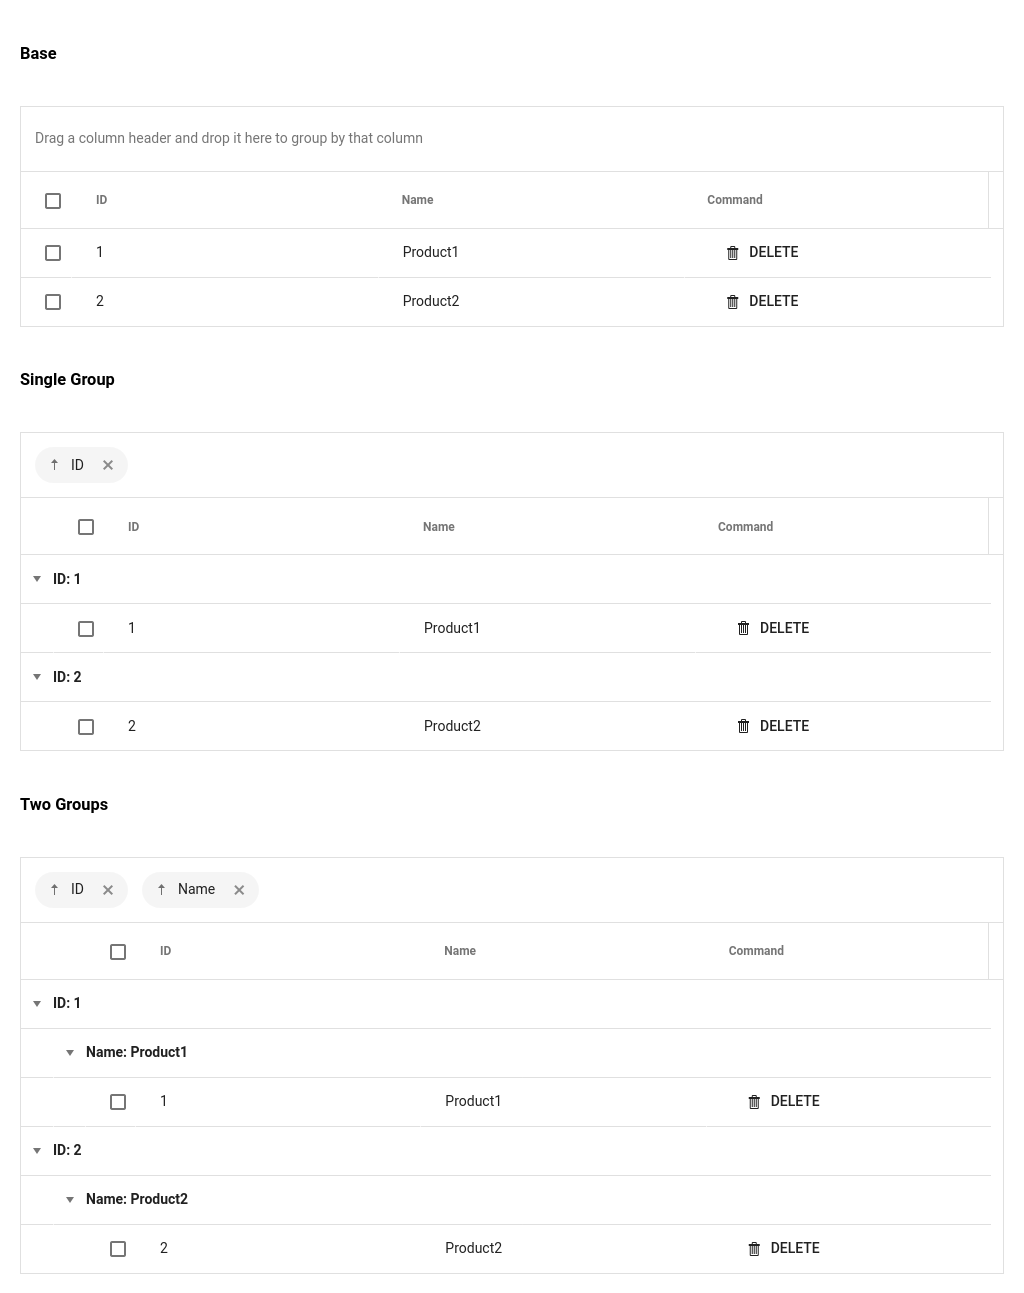 Base
Drag a column header and drop it here to group by that column
ID Name Command
1 Product1 DELETE
2 Product2 DELETE
Single Group
ID
ID Name Command
ID: 1
1 Product1 DELETE
ID: 2
2 Product2 DELETE
Two Groups
ID Name
ID Name Command
ID: 1
Name: Product1
1 Product1 DELETE
ID: 2
Name: Product2
2 Product2 DELETE